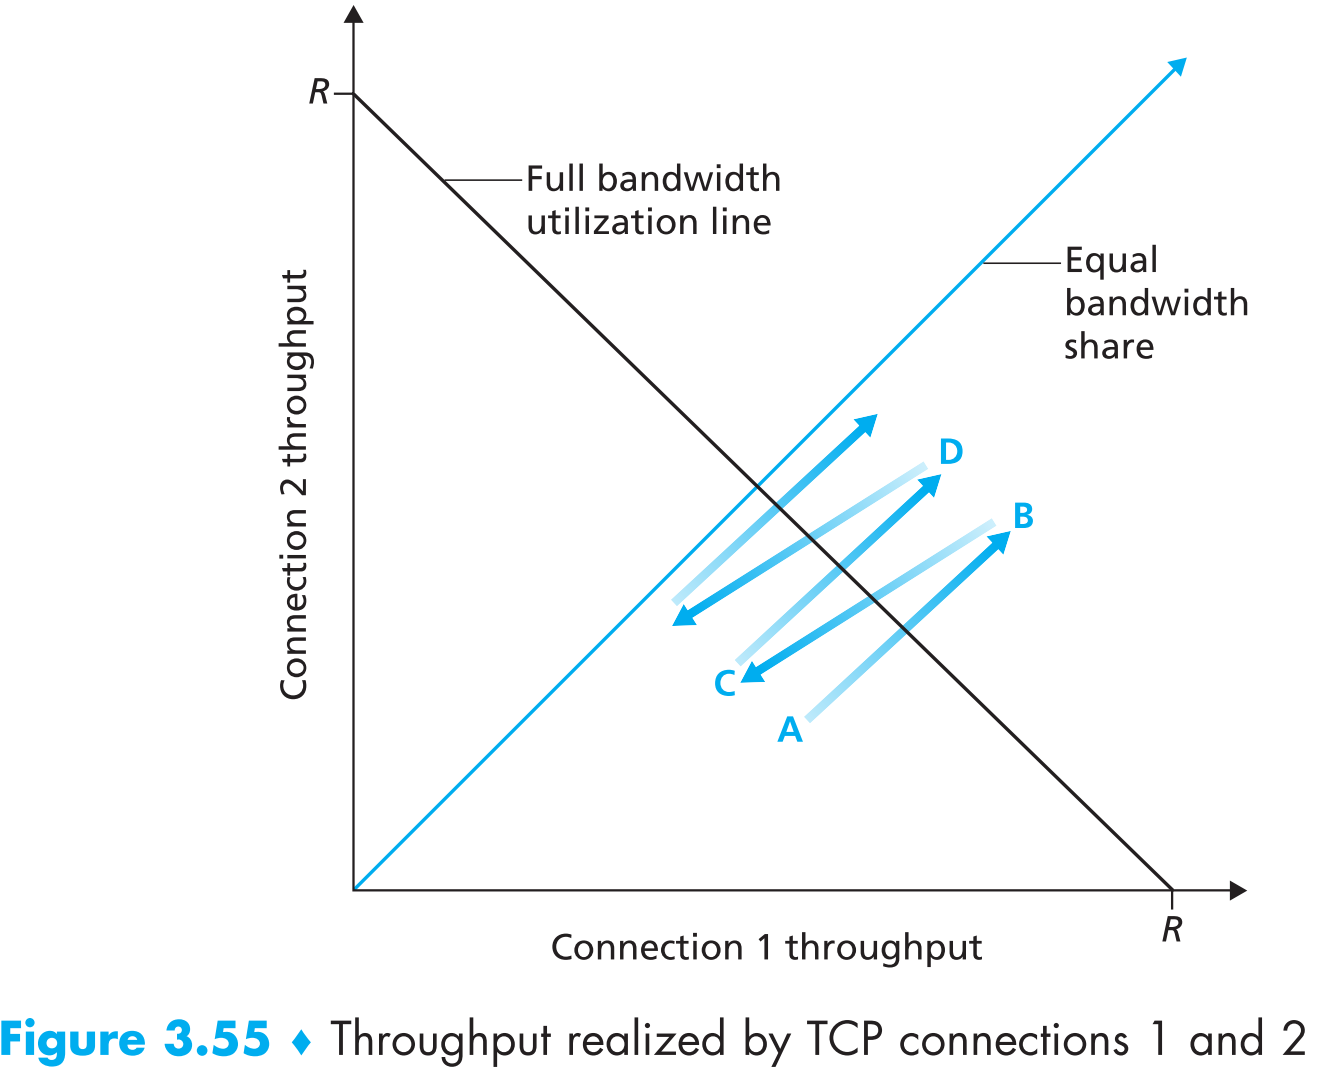 R
Full bandwidth
utilization line
Equal
bandwidth
share
Connection 2 throughput
D
B
C
A
R
Connection 1 throughput
Figure 3.55 ♦ Throughput realized by TCP connections 1 and 2